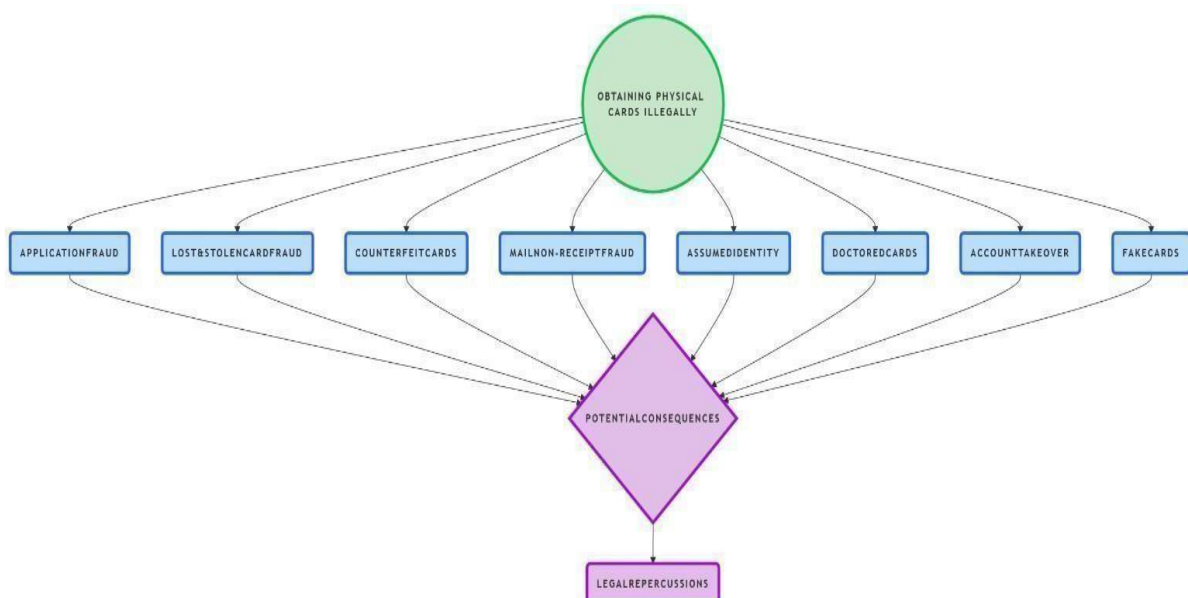 OBTAINING PHYSICAL
CARDS ILLEGALLY
APPLICATIONFRAUD
LOST&STOLENCARDFRAUD
COUNTERFEITCARDS
MAILNON-RECEIPTFRAUD
ASSUMEDIDENTITY
DOCTOREDCARDS
ACCOUNTTAKEOVER
FAKECARDS
POTENTIALCONSEQUENCES
LEGALREPERCUSSIONS